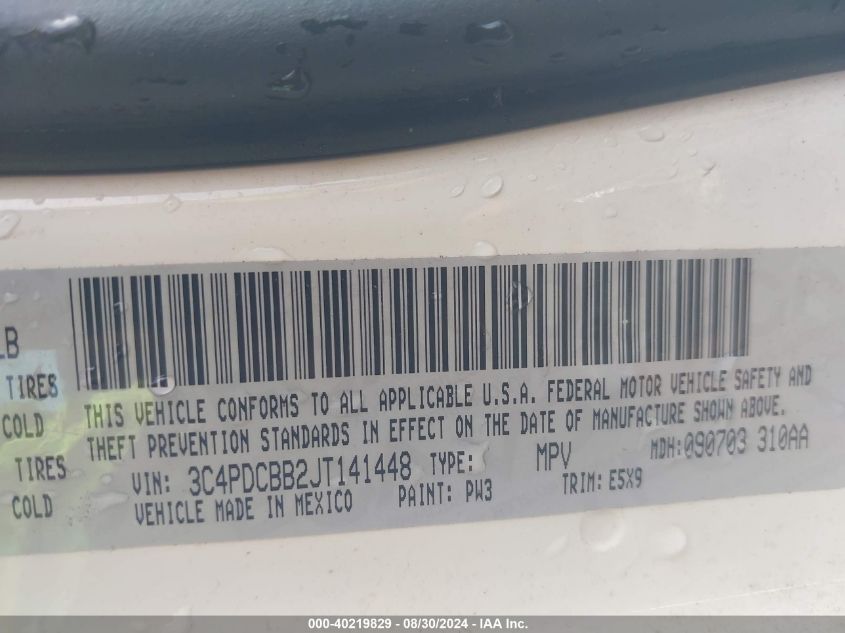 LB
TIRES
COLD
TIRES
COLD
THIS VEHICLE CONFORMS TO ALL APPLICABLE U.S.A. FEDERAL MOTOR VEHICLE SAFETY AND
THEFT PREVENTION STANDARDS IN EFFECT ON THE DATE OF MANUFACTURE SHOWN ABOVE.
VIN: 3C4PDCBB2JT141448 TYPE: MPV MDH:090703 310AA
VEHICLE MADE IN MEXICO PAINT: PW3 TRIM: E5X9
000-40219829 - 08/30/2024 - IAA Inc.